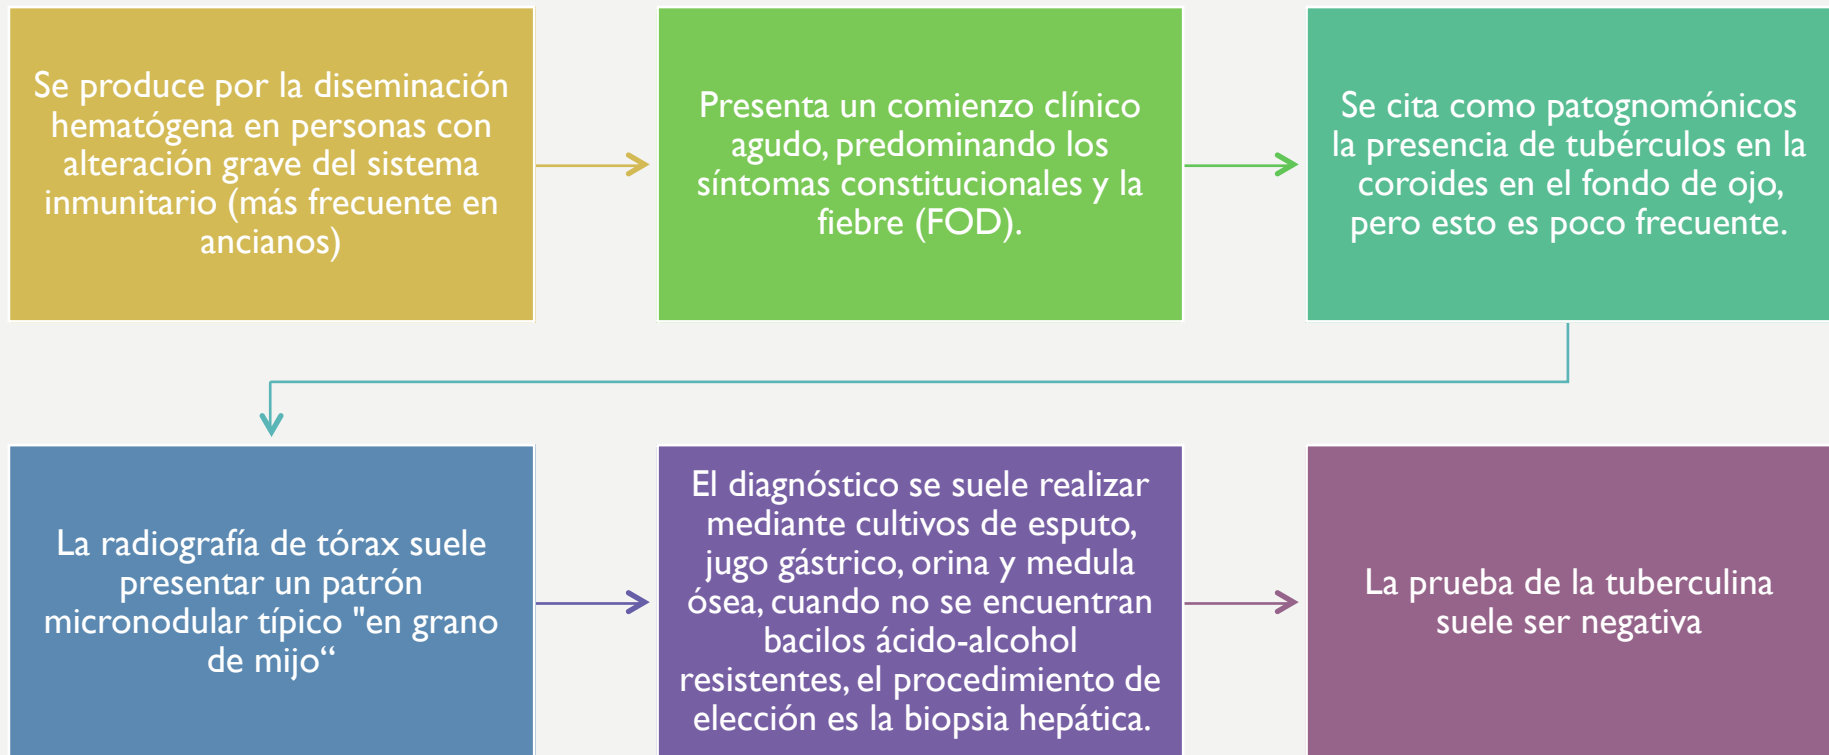 Se produce por la diseminación
hematógena en personas con
alteración grave del sistema
inmunitario (más frecuente en
ancianos)
Presenta un comienzo clínico
agudo, predominando los
síntomas constitucionales y la
fiebre (FOD).
Se cita como patognomónicos
la presencia de tubérculos en la
coroides en el fondo de ojo,
pero esto es poco frecuente.
La radiografía de tórax suele
presentar un patrón
micronodular típico "en grano
de mijo“
El diagnóstico se suele realizar
mediante cultivos de esputo,
jugo gástrico, orina y medula
ósea, cuando no se encuentran
bacilos ácido-alcohol
resistentes, el procedimiento de
elección es la biopsia hepática.
La prueba de la tuberculina
suele ser negativa